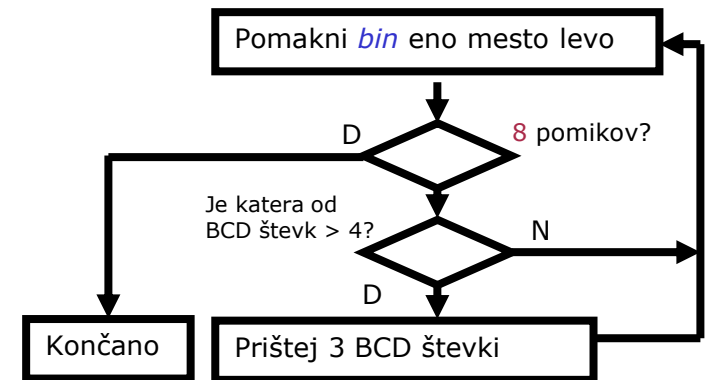 Pomakni bin eno mesto levo
D
8 pomikov?
Je katera od
BCD števk > 4?
N
D
Končano
Prištej 3 BCD števki